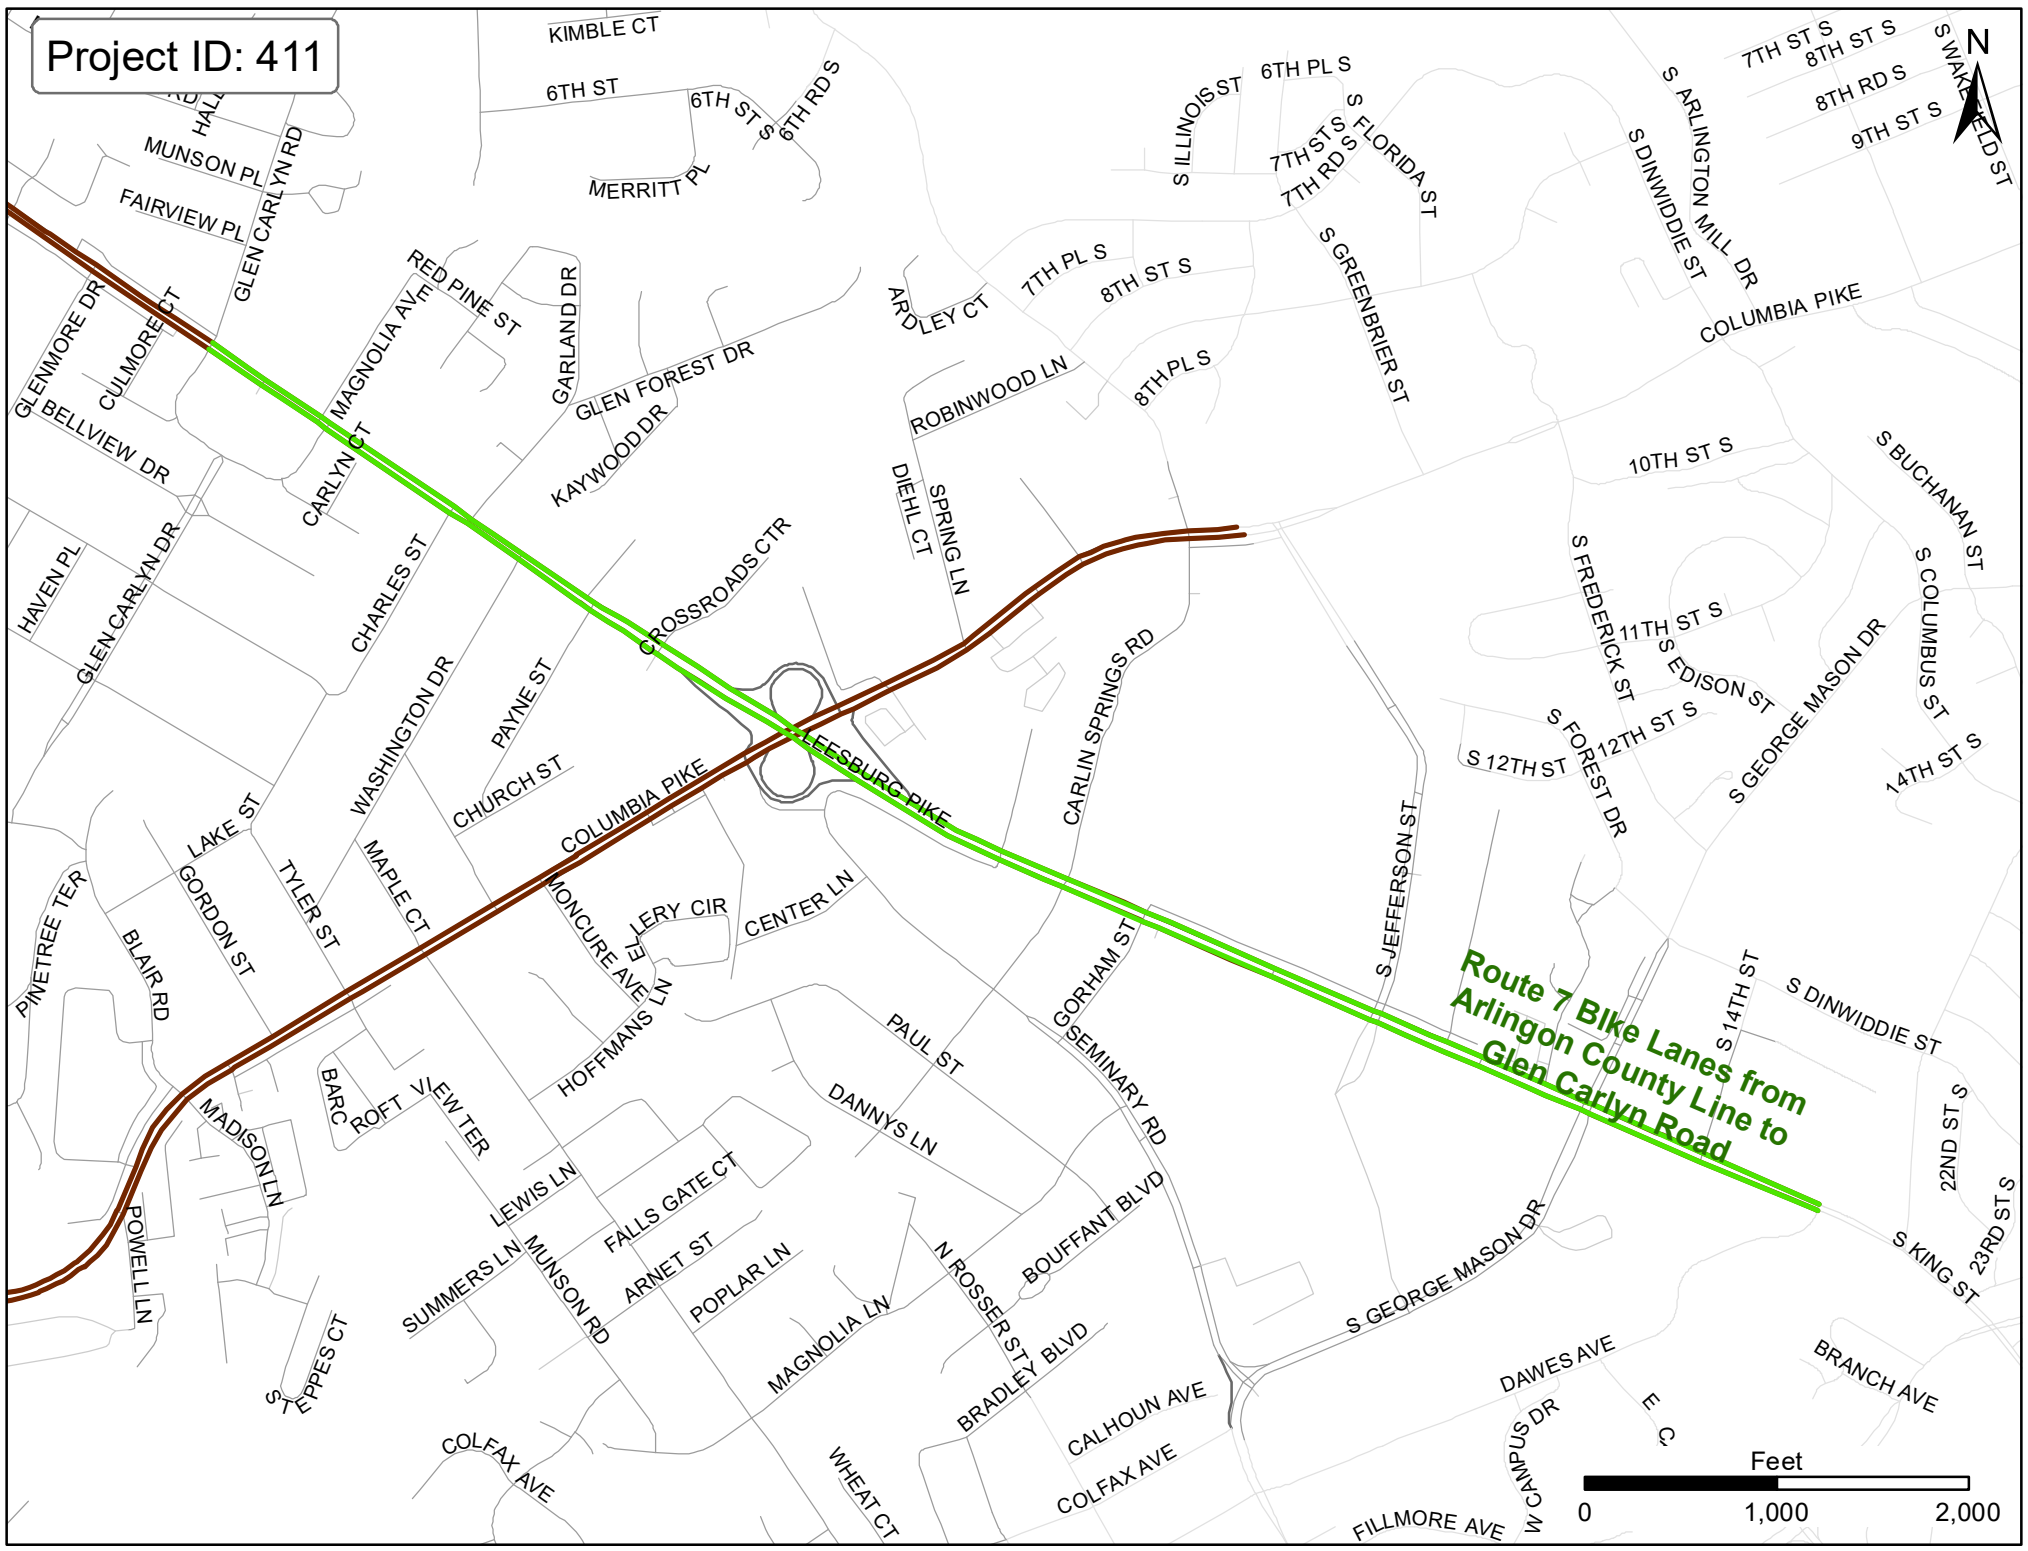 Project ID: 411
N
KIMBLE CT
6TH ST
6TH ST S
6TH RD S
6TH PL S
S ILLINOIS ST
7TH ST S
7TH RD S
S FLORIDA ST
S ARLINGTON MILL DR
S DINWIDDIE ST
7TH ST S
8TH ST S
8TH RD S
9TH ST S
S WAKEFIELD ST
RD
HALL
MUNSON PL
FAIRVIEW PL
GLEN CARLYN RD
MERRITT PL
RED PINE ST
MAGNOLIA AVE
GARLAND DR
GLEN FOREST DR
KAYWOOD DR
ARDLEY CT
7TH PL S
8TH ST S
S GREENBRIER ST
COLUMBIA PIKE
GLENMORE DR
CULMORE CT
BELLVIEW DR
CARLYN CT
ROBINWOOD LN
8TH PL S
DIEHL CT
SPRING LN
10TH ST S
S BUCHANAN ST
HAVEN PL
GLEN CARLYN DR
CHARLES ST
CROSSROADS CTR
S FREDERICK ST
11TH ST S
S EDISON ST
S COLUMBUS ST
S GEORGE MASON DR
WASHINGTON DR
PAYNE ST
CARLIN SPRINGS RD
S FOREST DR
12TH ST S
S 12TH ST
14TH ST S
CHURCH ST
COLUMBIA PIKE
LEESBURG PIKE
LAKE ST
GORDON ST
TYLER ST
MAPLE CT
MONCURE AVE
ELLERY CIR
CENTER LN
S JEFFERSON ST
PINETREE TER
BLAIR RD
HOFFMANS LN
GORHAM ST
SEMINARY RD
PAUL ST
DANNYS LN
Route 7 BIke Lanes from
Arlingon County Line to
Glen Carlyn Road
S 14TH ST
S DINWIDDIE ST
BARCROFT VIEW TER
MADISON LN
POWELL LN
LEWIS LN
FALLS GATE CT
SUMMERS LN
MUNSON RD
ARNET ST
POPLAR LN
MAGNOLIA LN
N ROSSER ST
BOUFFANT BLVD
BRADLEY BLVD
S GEORGE MASON DR
22ND ST S
23RD ST S
S KING ST
STEPPES CT
COLFAX AVE
WHEAT CT
CALHOUN AVE
COLFAX AVE
DAWES AVE
W CAMPUS DR
FILLMORE AVE
BRANCH AVE
E C
Feet
0 1,000 2,000